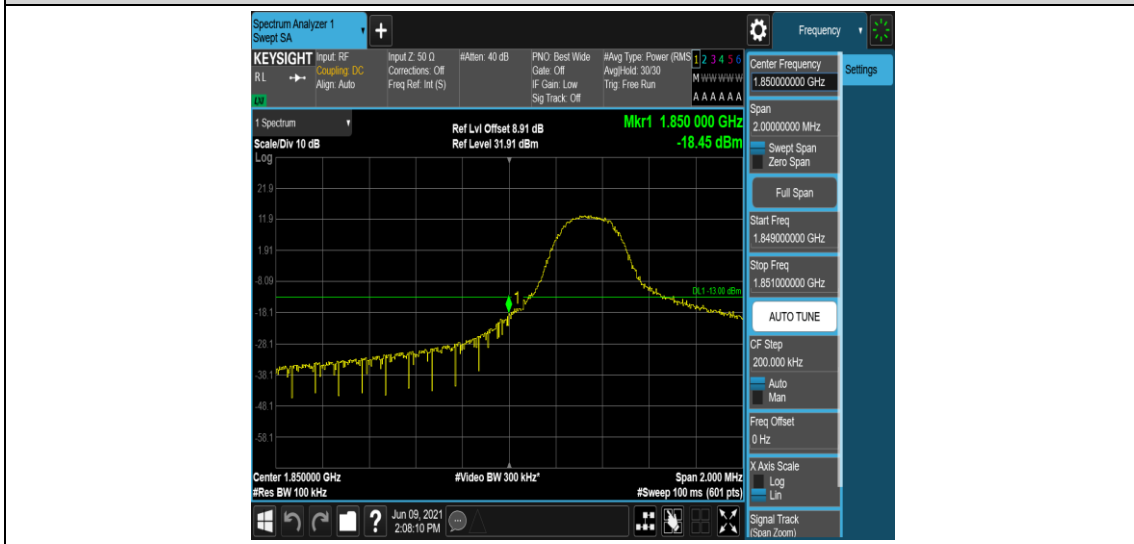 Spectrum Analyzer 1
Swept SA
+
Frequency
KEYSIGHT
RL
LXI
Input: RF
Coupling: DC
Align: Auto
Input Z: 50 Ω
Corrections: Off
Freq Ref: Int (S)
#Atten: 40 dB
PNO: Best Wide
Gate: Off
IF Gain: Low
Sig Track: Off
#Avg Type: Power (RMS
Avg|Hold: 30/30
Trig: Free Run
1 2 3 4 5 6
M W W W W W
A A A A A A
1 Spectrum
Scale/Div 10 dB
Log
Ref Lvl Offset 8.91 dB
Ref Level 31.91 dBm
Mkr1 1.850 000 GHz
-18.45 dBm
21.9
11.9
1.91
-8.09
-18.1
-28.1
-38.1
-48.1
-58.1
1
DL1 -13.00 dBm
Center 1.850000 GHz
#Res BW 100 kHz
#Video BW 300 kHz*
Span 2.000 MHz
#Sweep 100 ms (601 pts)
Center Frequency
1.850000000 GHz
Settings
Span
2.00000000 MHz
Swept Span
Zero Span
Full Span
Start Freq
1.849000000 GHz
Stop Freq
1.851000000 GHz
AUTO TUNE
CF Step
200.000 kHz
Auto
Man
Freq Offset
0 Hz
X Axis Scale
Log
Lin
Signal Track
(Span Zoom)
?
Jun 09, 2021
2:08:10 PM